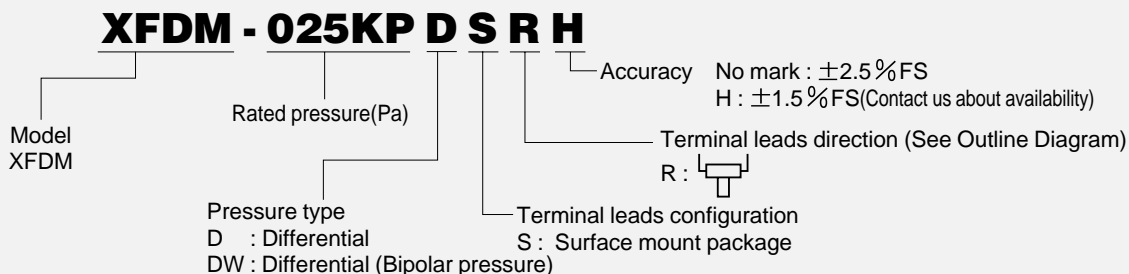 XFDM - 025KP D S R H
Accuracy No mark : ±2.5%FS
H : ±1.5%FS(Contact us about availability)
Rated pressure(Pa)
Model
XFDM
Terminal leads direction (See Outline Diagram)
R :
Pressure type
D : Differential
DW : Differential (Bipolar pressure)
Terminal leads configuration
S : Surface mount package